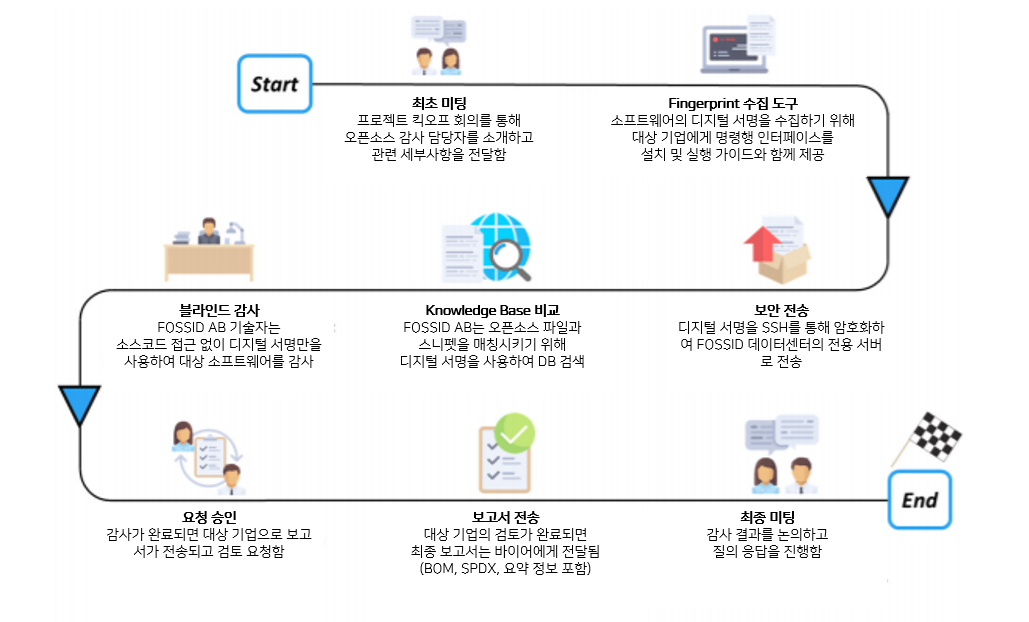 Start
최초 미팅
프로젝트 킥오프 회의를 통해
오픈소스 감사 담당자를 소개하고
관련 세부사항을 전달함
Fingerprint 수집 도구
소프트웨어의 디지털 서명을 수집하기 위해
대상 기업에게 명령행 인터페이스를
설치 및 실행 가이드와 함께 제공
보안 전송
디지털 서명을 SSH를 통해 암호화하
여 FOSSID 데이터센터의 전용 서버
로 전송
Knowledge Base 비교
FOSSID AB는 오픈소스 파일과
스니펫을 매칭시키기 위해
디지털 서명을 사용하여 DB 검색
블라인드 감사
FOSSID AB 기술자는
소스코드 접근 없이 디지털 서명만을
사용하여 대상 소프트웨어를 감사
요청 승인
감사가 완료되면 대상 기업으로 보고
서가 전송되고 검토 요청함
보고서 전송
대상 기업의 검토가 완료되면
최종 보고서는 바이어에게 전달됨
(BOM, SPDX, 요약 정보 포함)
최종 미팅
감사 결과를 논의하고
질의 응답을 진행함
End